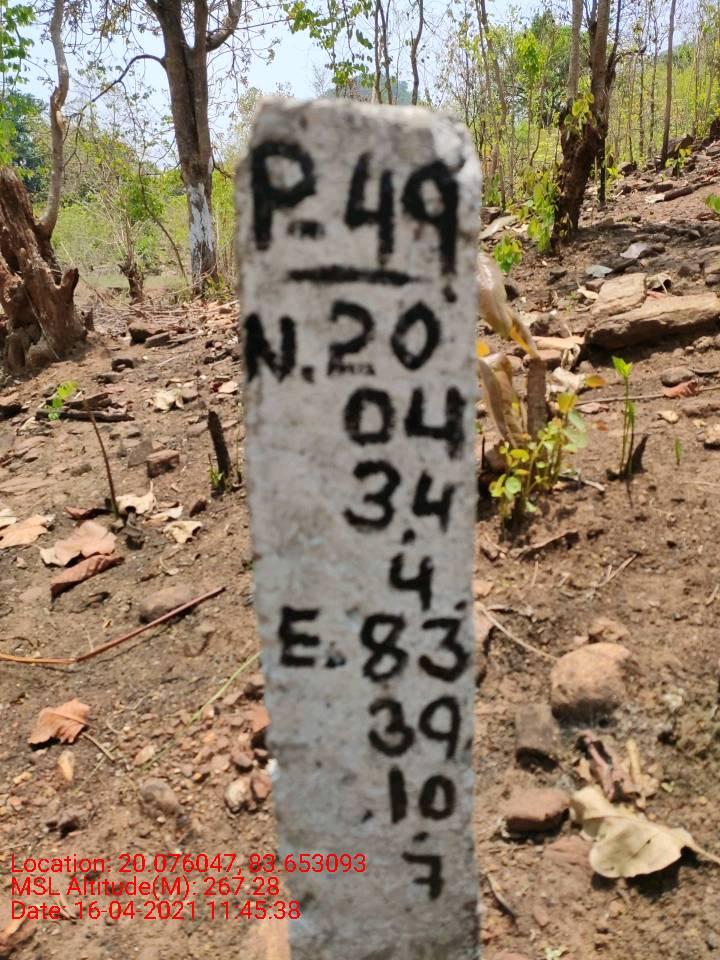 P. 49
N. 20
04
34
.4
E. 83
39
.10
.7
Location: 20.076047, 83.653093
MSL Altitude(M): 267.28
Date: 16-04-2021 11:45.38